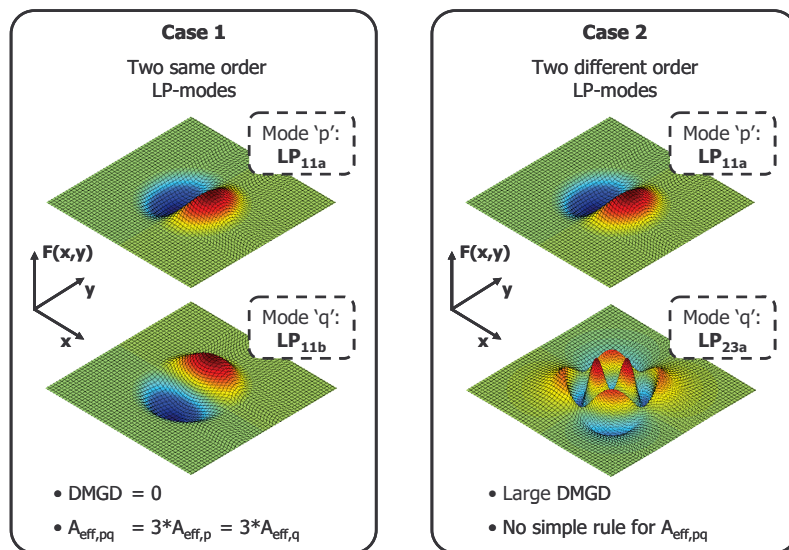 Case 1
Two same order
LP-modes
Mode ‘p’:
LP11a
F(x,y)
y
x
Mode ‘q’:
LP11b
• DMGD = 0
• Aeff,pq = 3*Aeff,p = 3*Aeff,q
Case 2
Two different order
LP-modes
Mode ‘p’:
LP11a
F(x,y)
y
x
Mode ‘q’:
LP23a
• Large DMGD
• No simple rule for Aeff,pq